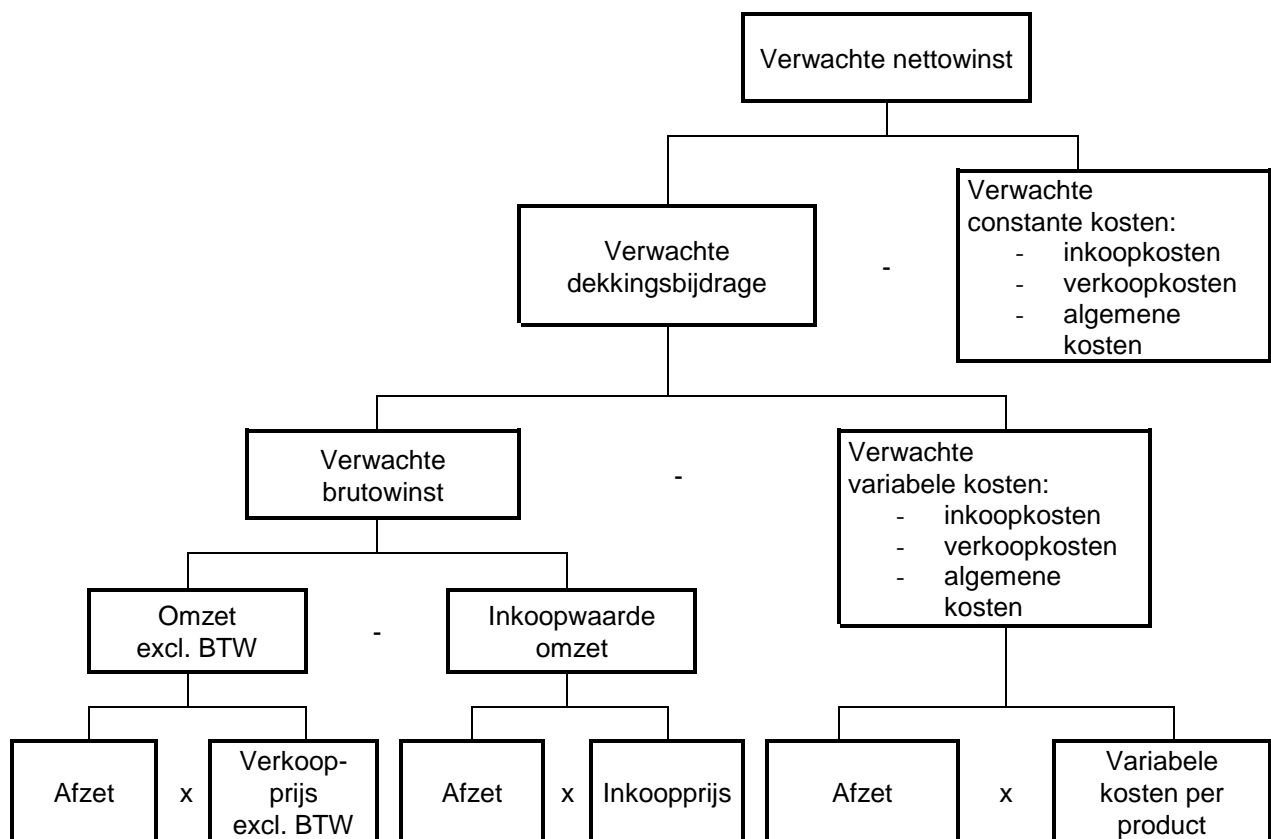 Verwachte nettowinst
Verwachte
dekkingsbijdrage
-
Verwachte
constante kosten:
- inkoopkosten
- verkoopkosten
- algemene
kosten
Verwachte
brutowinst
-
Verwachte
variabele kosten:
- inkoopkosten
- verkoopkosten
- algemene
kosten
Omzet
excl. BTW
-
Inkoopwaarde
omzet
Afzet
x
Verkoop-
prijs
excl. BTW
Afzet
x
Inkoopprijs
Afzet
x
Variabele
kosten per
product